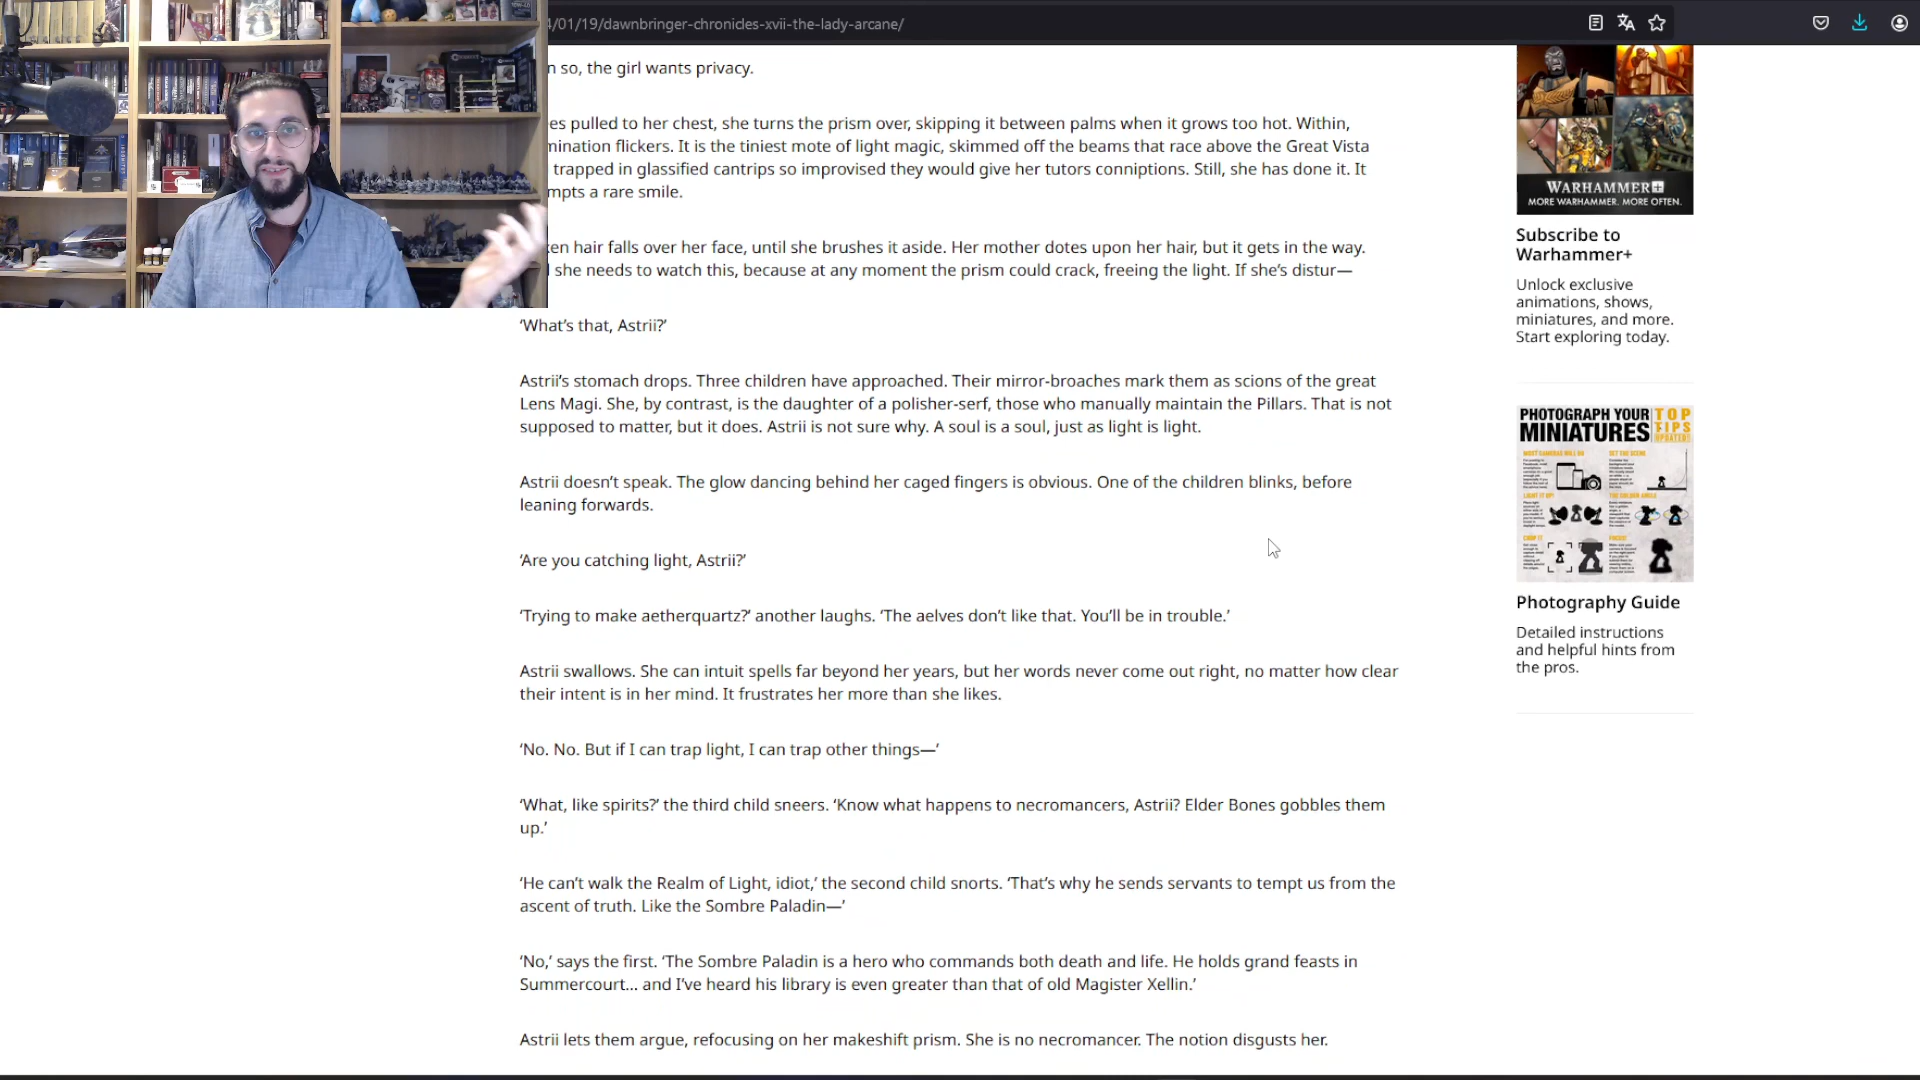 4/01/19/dawnbringer-chronicles-xvii-the-lady-arcane/
n so, the girl wants privacy.
es pulled to her chest, she turns the prism over, skipping it between palms when it grows too hot. Within,
mination flickers. It is the tiniest mote of light magic, skimmed off the beams that race above the Great Vista
trapped in glassified cantrips so improvised they would give her tutors conniptions. Still, she has done it. It
mpts a rare smile.
en hair falls over her face, until she brushes it aside. Her mother dotes upon her hair, but it gets in the way.
she needs to watch this, because at any moment the prism could crack, freeing the light. If she’s distur—
‘What’s that, Astrii?’
Astrii’s stomach drops. Three children have approached. Their mirror-broaches mark them as scions of the great
Lens Magi. She, by contrast, is the daughter of a polisher-serf, those who manually maintain the Pillars. That is not
supposed to matter, but it does. Astrii is not sure why. A soul is a soul, just as light is light.
Astrii doesn’t speak. The glow dancing behind her caged fingers is obvious. One of the children blinks, before
leaning forwards.
‘Are you catching light, Astrii?’
‘Trying to make aetherquartz?’ another laughs. ‘The aelves don’t like that. You’ll be in trouble.’
Astrii swallows. She can intuit spells far beyond her years, but her words never come out right, no matter how clear
their intent is in her mind. It frustrates her more than she likes.
‘No. No. But if I can trap light, I can trap other things—’
‘What, like spirits?’ the third child sneers. ‘Know what happens to necromancers, Astrii? Elder Bones gobbles them
up.’
‘He can’t walk the Realm of Light, idiot,’ the second child snorts. ‘That’s why he sends servants to tempt us from the
ascent of truth. Like the Sombre Paladin—’
‘No,’ says the first. ‘The Sombre Paladin is a hero who commands both death and life. He holds grand feasts in
Summercourt… and I’ve heard his library is even greater than that of old Magister Xellin.’
Astrii lets them argue, refocusing on her makeshift prism. She is no necromancer. The notion disgusts her.
WARHAMMER+
MORE WARHAMMER. MORE OFTEN.
Subscribe to
Warhammer+
Unlock exclusive
animations, shows,
miniatures, and more.
Start exploring today.
PHOTOGRAPH YOUR
MINIATURES
TOP
TIPS
UPDATED!
Photography Guide
Detailed instructions
and helpful hints from
the pros.